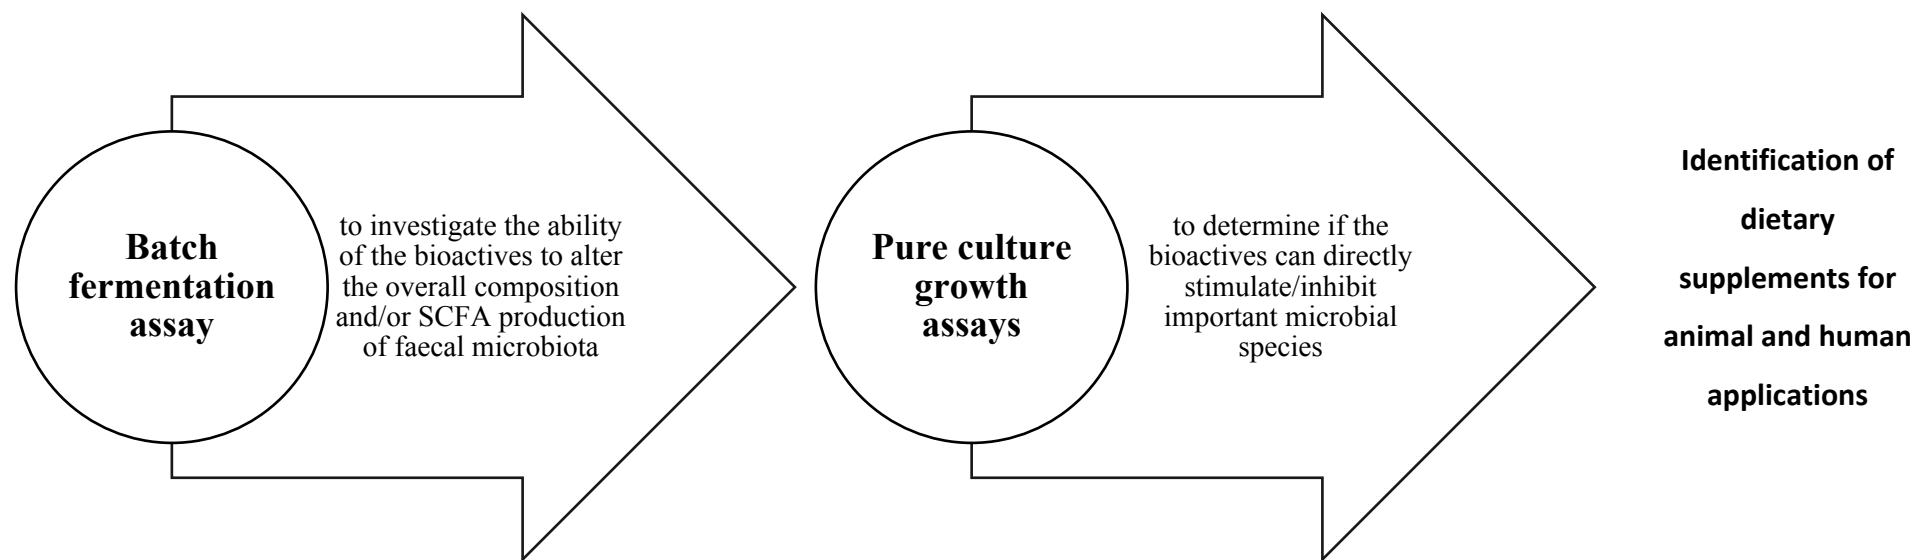 Batch
fermentation
assay
to investigate the ability
of the bioactives to alter
the overall composition
and/or SCFA production
of faecal microbiota
Pure culture
growth
assays
to determine if the
bioactives can directly
stimulate/inhibit
important microbial
species
Identification of
dietary
supplements for
animal and human
applications